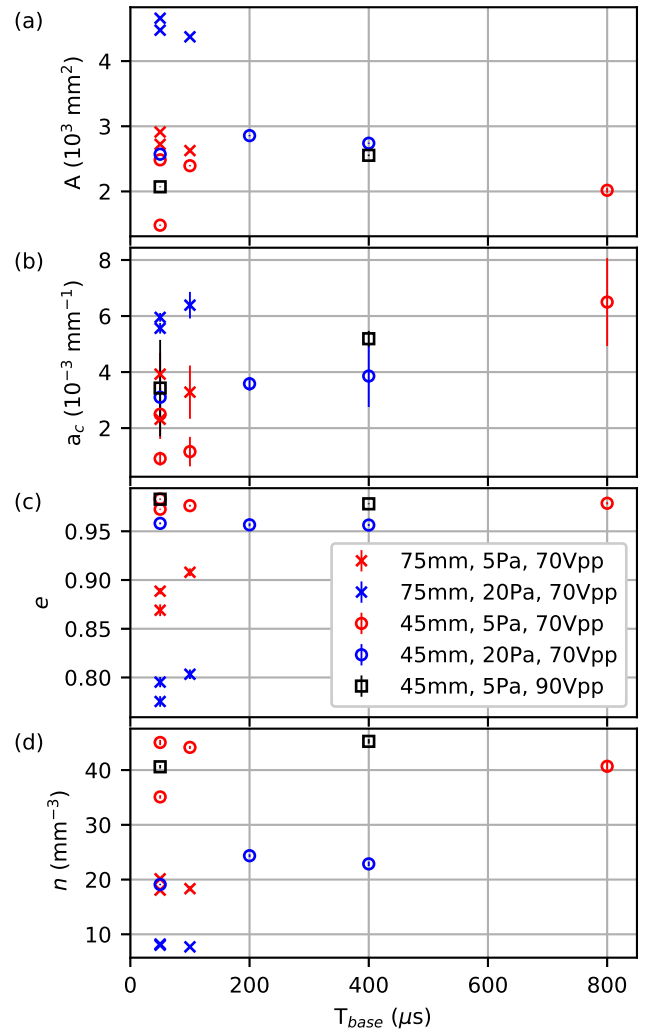 (a)
A (10³ mm²)
4
3
2
(b)
a_c (10⁻³ mm⁻¹)
8
6
4
2
(c)
e
0.95
0.90
0.85
0.80
75mm, 5Pa, 70Vpp
75mm, 20Pa, 70Vpp
45mm, 5Pa, 70Vpp
45mm, 20Pa, 70Vpp
45mm, 5Pa, 90Vpp
(d)
n (mm⁻³)
40
30
20
10
0 200 400 600 800
T_base (μs)